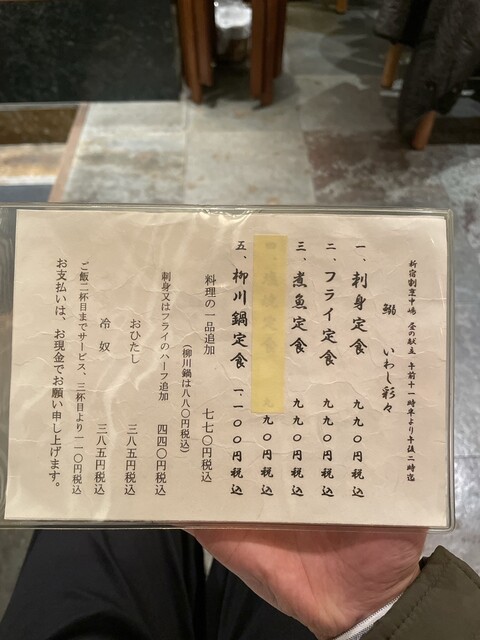 新宿割烹中嶋 昼の献立 午前十一時半より午後二時迄
鰯 いわし彩々
一、刺身定食 九九〇円税込
二、フライ定食 九九〇円税込
三、煮魚定食 九九〇円税込
九九〇円税込
五、柳川鍋定食 一、一〇〇円税込
料理の一品追加 七七〇円税込
(柳川鍋は八八〇円税込)
刺身又はフライのハーフ追加 四四〇円税込
おひたし 三八五円税込
冷奴 三八五円税込
ご飯二杯目までサービス、三杯目より一一〇円税込
お支払いは、お現金でお願い申し上げます。